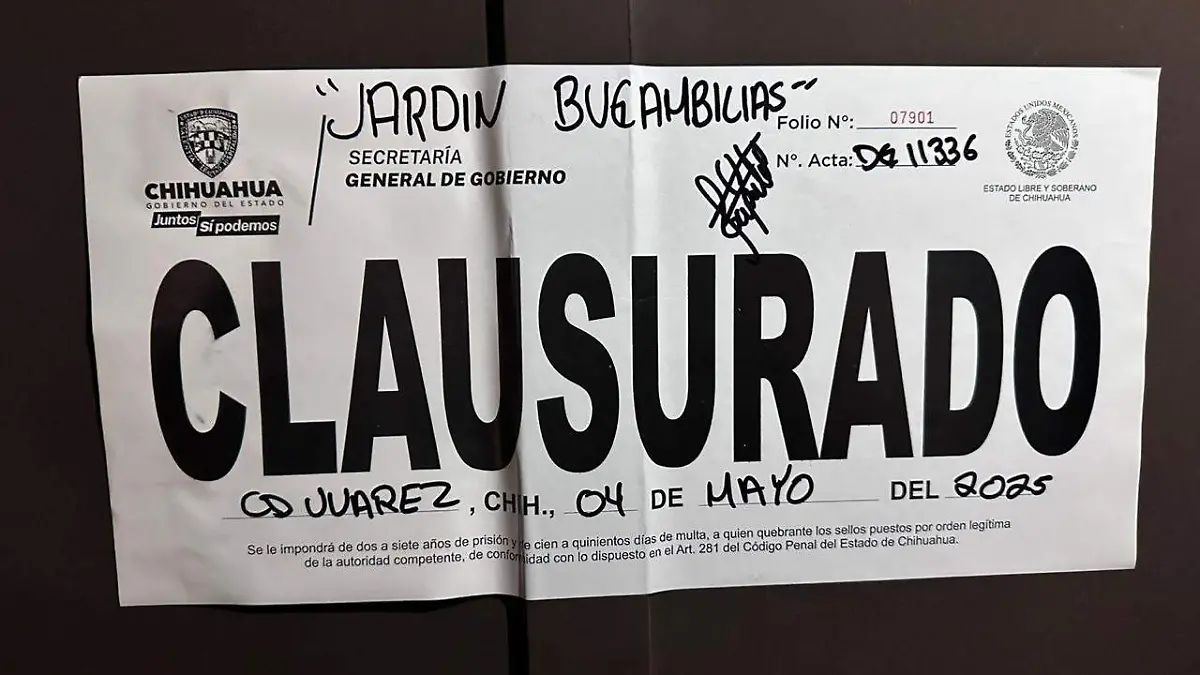 "JARDIN BUGAMBILIAS"
CHIHUAHUA
GOBIERNO DEL ESTADO
Juntos Sí podemos
SECRETARÍA
GENERAL DE GOBIERNO
Folio Nº: 07901
Nº. Acta: DG 11336
ESTADOS UNIDOS MEXICANOS
ESTADO LIBRE Y SOBERANO
DE CHIHUAHUA
CLAUSURADO
CD JUAREZ, CHIH., 04 DE MAYO DEL 2025
Se le impondrá de dos a siete años de prisión y de cien a quinientos días de multa, a quien quebrante los sellos puestos por orden legítima
de la autoridad competente, de conformidad con lo dispuesto en el Art. 281 del Código Penal del Estado de Chihuahua.